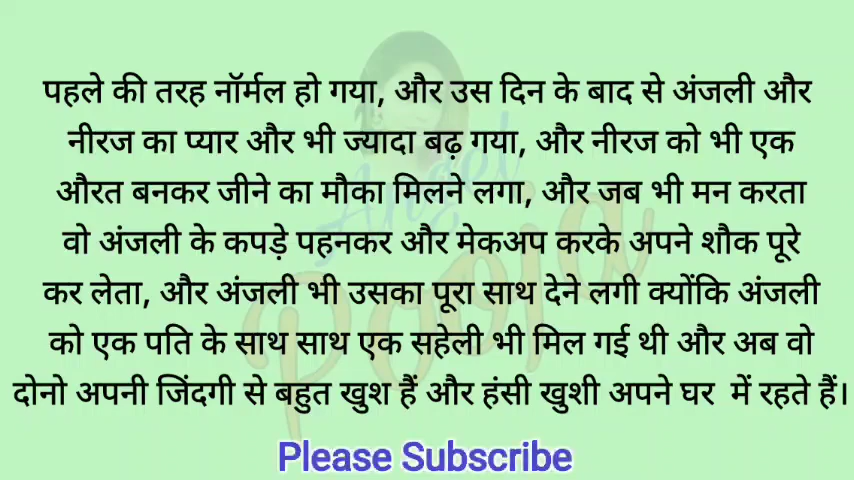 पहले की तरह नॉर्मल हो गया, और उस दिन के बाद से अंजली और
नीरज का प्यार और भी ज्यादा बढ़ गया, और नीरज को भी एक
औरत बनकर जीने का मौका मिलने लगा, और जब भी मन करता
वो अंजली के कपड़े पहनकर और मेकअप करके अपने शौक पूरे
कर लेता, और अंजली भी उसका पूरा साथ देने लगी क्योंकि अंजली
को एक पति के साथ साथ एक सहेली भी मिल गई थी और अब वो
दोनो अपनी जिंदगी से बहुत खुश हैं और हंसी खुशी अपने घर में रहते हैं।
Angel
Pooja
Please Subscribe